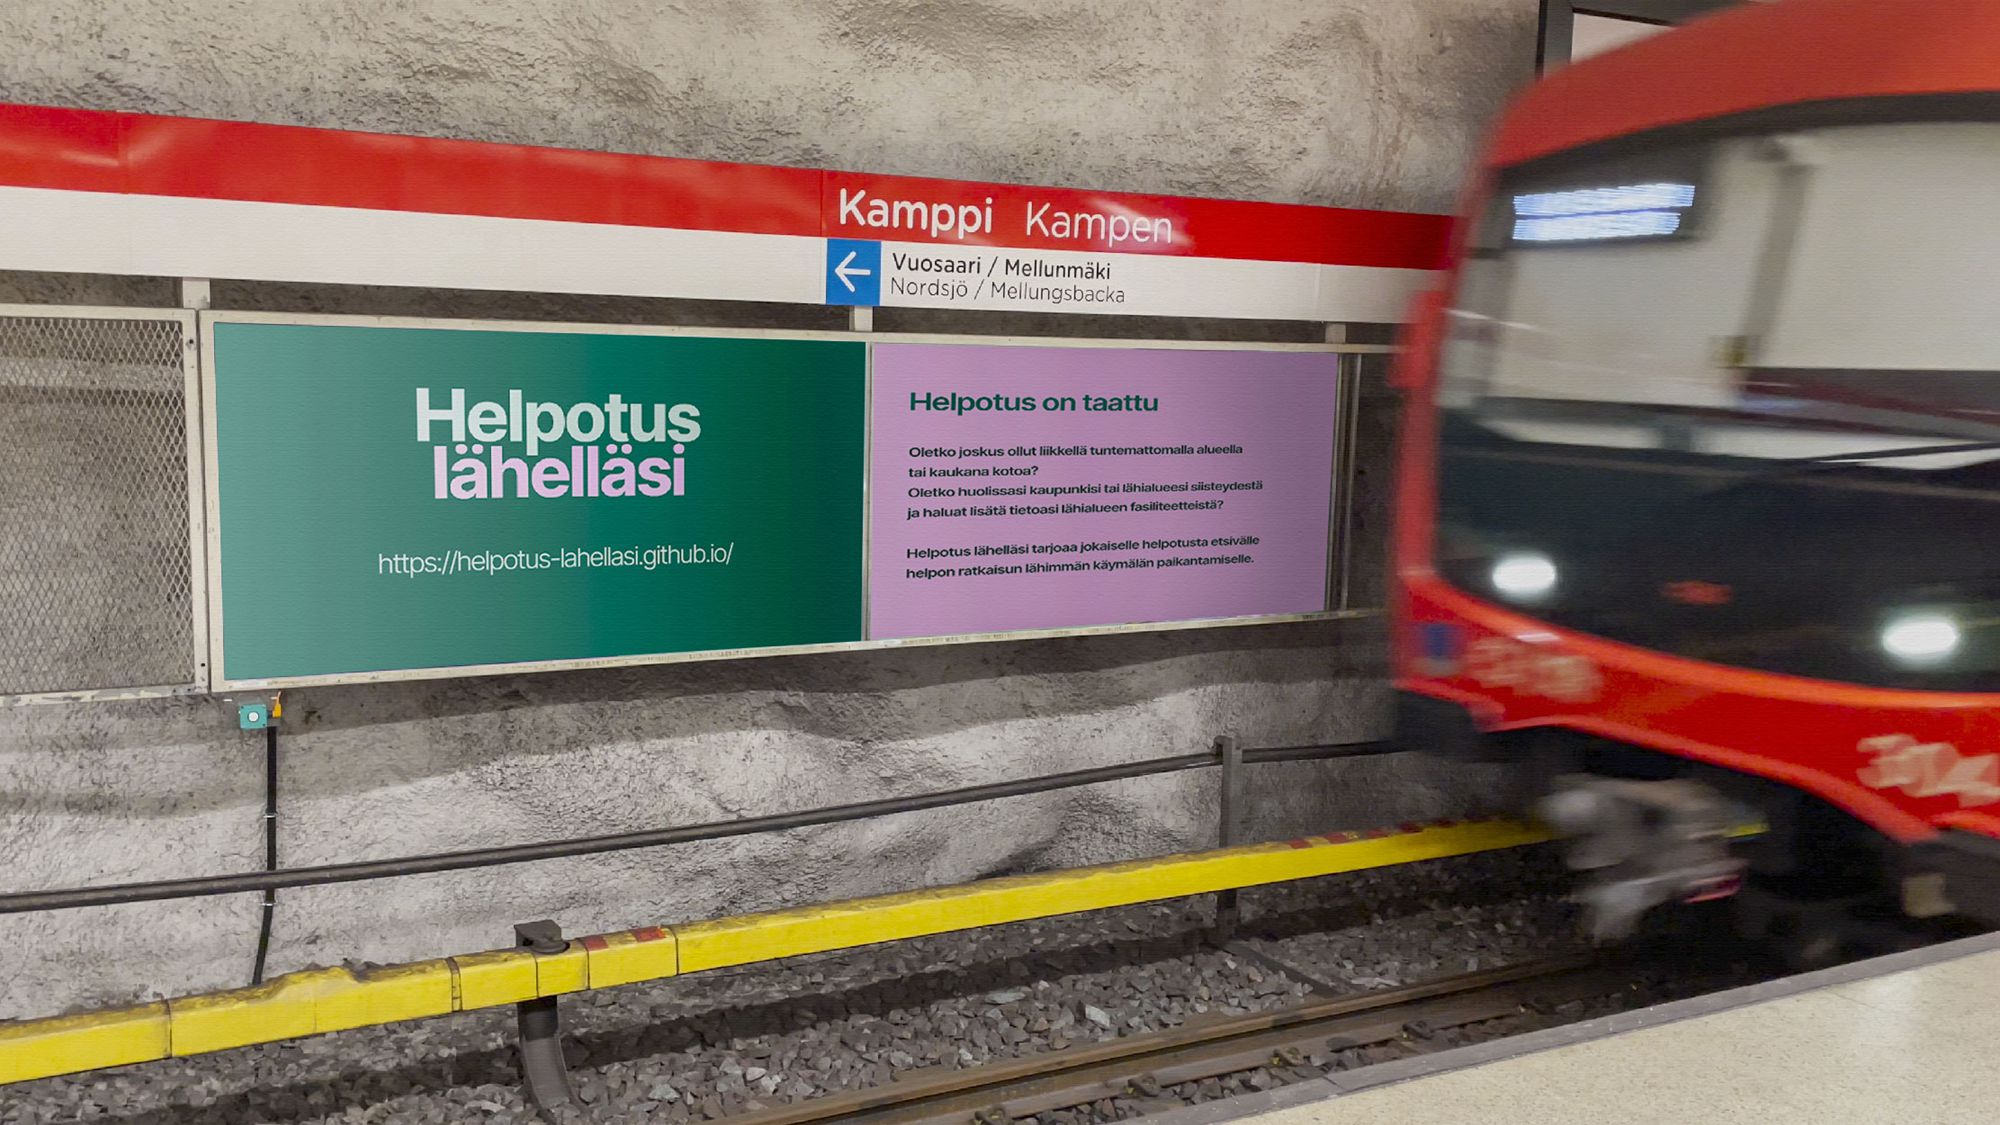 Kamppi Kampen
Vuosaari / Mellunmäki
Nordsjö / Mellungsbacka
Helpotus
lähelläsi
https://helpotus-lahellasi.github.io/
Helpotus on taattu
Oletko joskus ollut liikkellä tuntemattomalla alueella
tai kaukana kotoa?
Oletko huolissasi kaupunkisi tai lähialueesi siisteydestä
ja haluat lisätä tietoasi lähialueen fasiliteetteistä?
Helpotus lähelläsi tarjoaa jokaiselle helpotusta etsivälle
helpon ratkaisun lähimmän käymälän paikantamiselle.